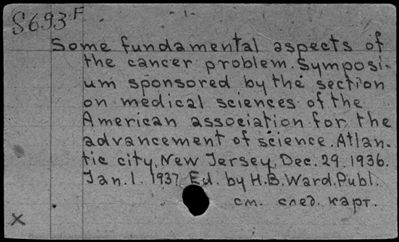 S693F
Some fundamental aspects of
the cancer problem. Symposi-
um sponsored by the section
on medical sciences of the
American association for the
advancement of science. Atlan-
tic city, New Jersey, Dec. 29. 1936.
Jan. 1. 1937. Ed. by H.B. Ward. Publ.
см. след. карт.
×